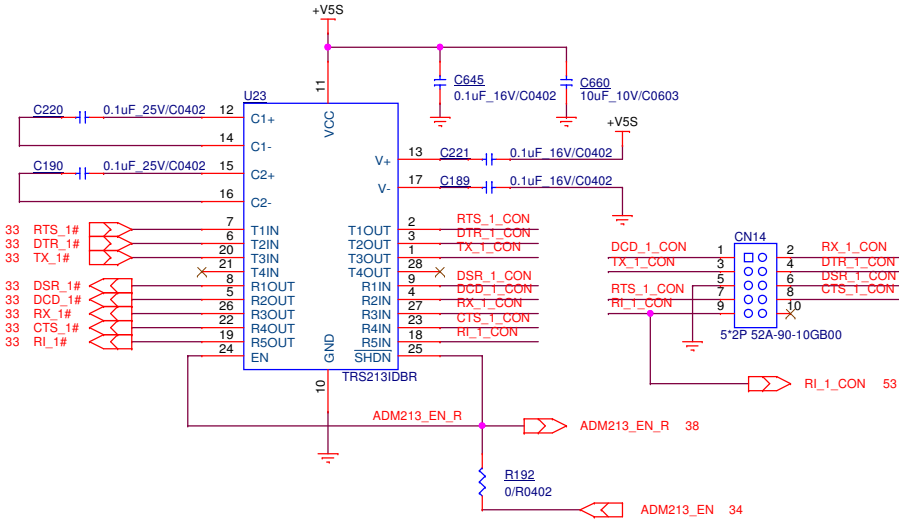 +V5S
C645
0.1uF_16V/C0402
C660
10uF_10V/C0603
U23
11
VCC
C220
0.1uF_25V/C0402
12
C1+
14
C1-
C190
0.1uF_25V/C0402
15
C2+
16
C2-
+V5S
V+
13
C221
0.1uF_16V/C0402
V-
17
C189
0.1uF_16V/C0402
33 RTS_1#
7
T1IN
T1OUT
2
RTS_1_CON
33 DTR_1#
6
T2IN
T2OUT
3
DTR_1_CON
33 TX_1#
20
T3IN
T3OUT
1
TX_1_CON
21
T4IN
T4OUT
28
33 DSR_1#
8
R1OUT
R1IN
9
DSR_1_CON
33 DCD_1#
5
R2OUT
R2IN
4
DCD_1_CON
33 RX_1#
26
R3OUT
R3IN
27
RX_1_CON
33 CTS_1#
22
R4OUT
R4IN
23
CTS_1_CON
33 RI_1#
19
R5OUT
R5IN
18
RI_1_CON
24
EN
SHDN
25
GND
10
TRS213IDBR
CN14
DCD_1_CON
1
2
RX_1_CON
TX_1_CON
3
4
DTR_1_CON
5
6
DSR_1_CON
RTS_1_CON
7
8
CTS_1_CON
RI_1_CON
9
10
5*2P 52A-90-10GB00
RI_1_CON 53
ADM213_EN_R
ADM213_EN_R 38
R192
0/R0402
ADM213_EN 34